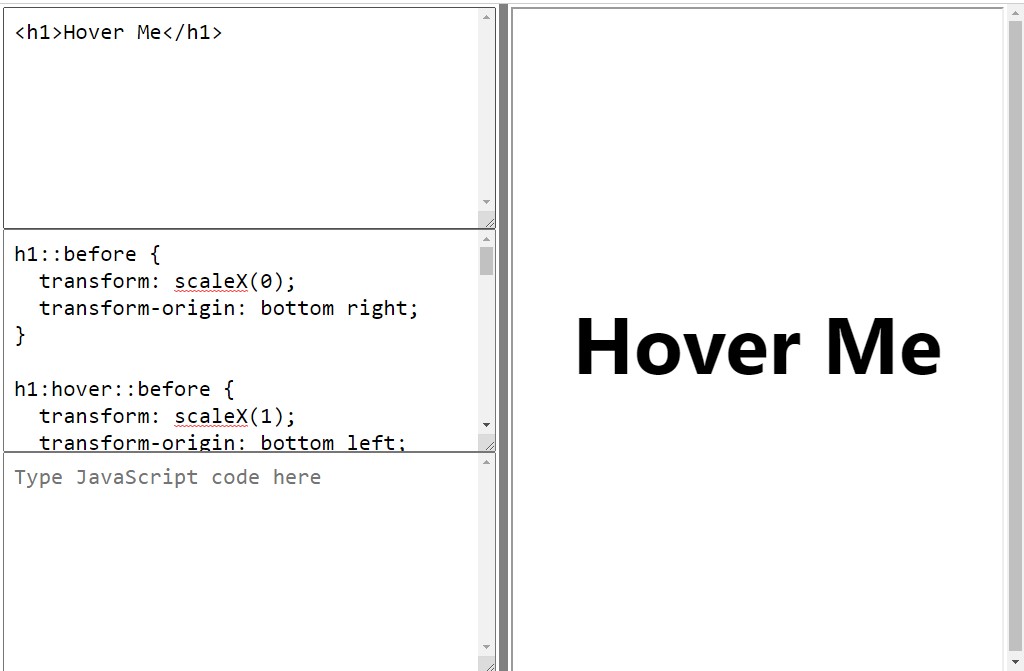 <h1>Hover Me</h1>
h1::before {
  transform: scaleX(0);
  transform-origin: bottom right;
}

h1:hover::before {
  transform: scaleX(1);
  transform-origin: bottom left;
Type JavaScript code here
Hover Me